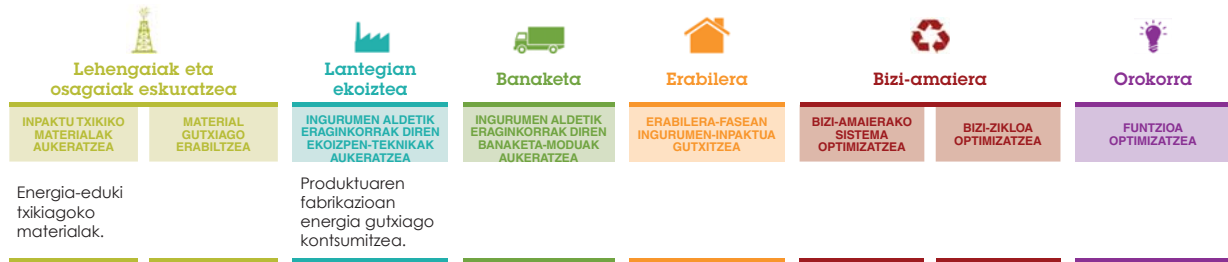 Lehengaiak eta
osagaiak eskuratzea
Lantegian
ekoiztea
Banaketa
Erabilera
Bizi-amaiera
Orokorra
INPAKTU TXIKIKO
MATERIALAK
AUKERATZEA
MATERIAL
GUTXIAGO
ERABILTZEA
INGURUMEN ALDETIK
ERAGINKORRAK DIREN
EKOIZPEN-TEKNIKAK
AUKERATZEA
INGURUMEN ALDETIK
ERAGINKORRAK DIREN
BANAKETA-MODUAK
AUKERATZEA
ERABILERA-FASEAN
INGURUMEN-INPAKTUA
GUTXITZEA
BIZI-AMAIERAKO
SISTEMA
OPTIMIZATZEA
BIZI-ZIKLOA
OPTIMIZATZEA
FUNTZIOA
OPTIMIZATZEA
Energia-eduki
txikiagoko
materialak.
Produktuaren
fabrikazioan
energia gutxiago
kontsumitzea.